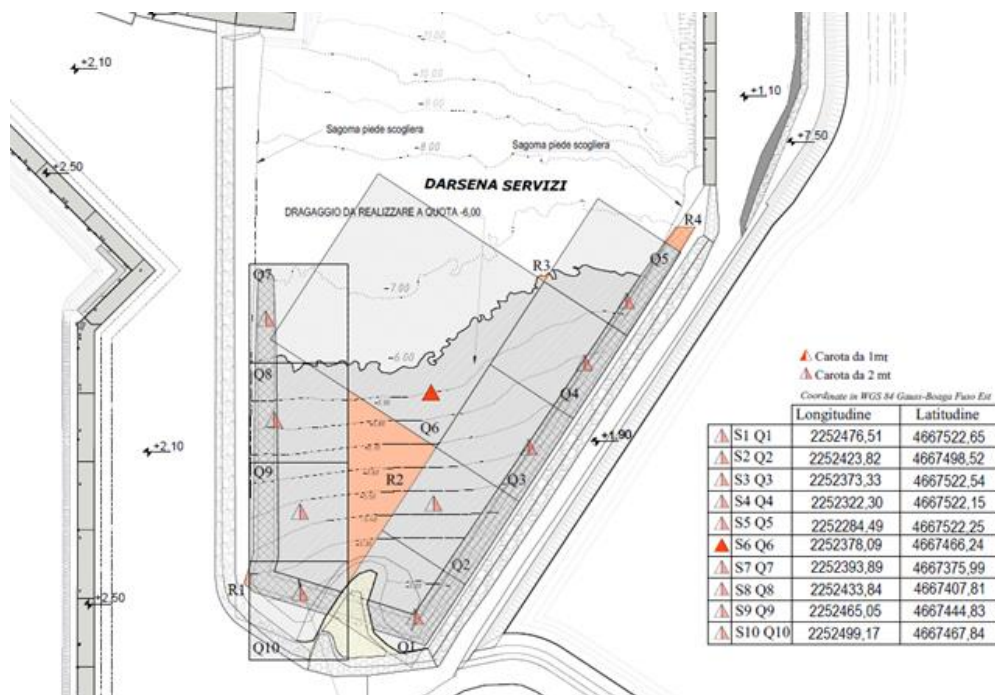 +2.10
+2.50
+2.10
+2.50
+1.10
+7.50
+1.90
-10.00
-8.00
Sagoma piede scogliera
Sagoma piede scogliera
DARSENA SERVIZI
DRAGAGGIO DA REALIZZARE A QUOTA -6,00
-7.00
-6.00
R4
R3
Q5
Q7
Q8
Q4
Q6
Q9
R2
Q3
Q2
R1
Q10
Q1
Carota da 1mt
Carota da 2 mt
Coordinate in WGS 84 Gauss-Boaga Fuso Est
Longitudine Latitudine
S1 Q1 2252476,51 4667522,65
S2 Q2 2252423,82 4667498,52
S3 Q3 2252373,33 4667522,54
S4 Q4 2252322,30 4667522,15
S5 Q5 2252284,49 4667522,25
S6 Q6 2252378,09 4667466,24
S7 Q7 2252393,89 4667375,99
S8 Q8 2252433,84 4667407,81
S9 Q9 2252465,05 4667444,83
S10 Q10 2252499,17 4667467,84